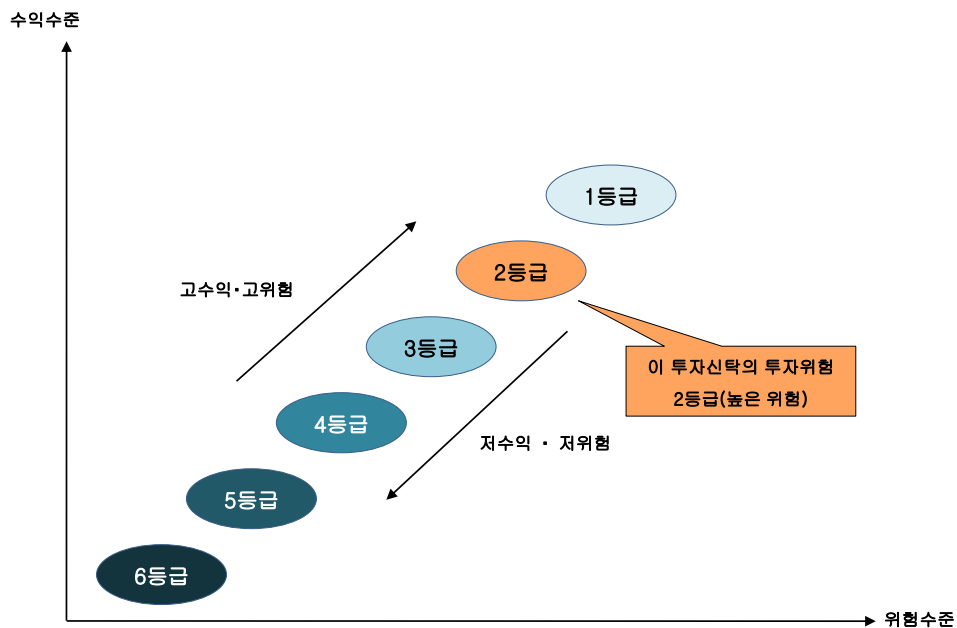 수익수준
1등급
2등급
고수익·고위험
3등급
이 투자신탁의 투자위험
2등급(높은 위험)
4등급
저수익 · 저위험
5등급
6등급
위험수준